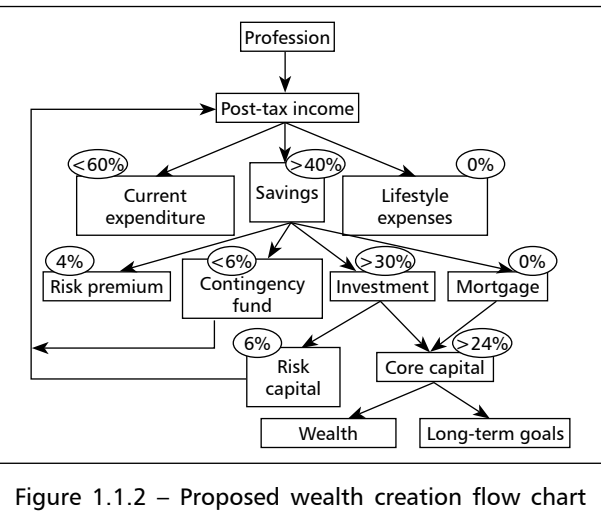 Profession
Post-tax income
<60%
>40%
0%
Current
expenditure
Savings
Lifestyle
expenses
4%
<6%
>30%
0%
Risk premium
Contingency
fund
Investment
Mortgage
6%
>24%
Risk
capital
Core capital
Wealth
Long-term goals
Figure 1.1.2 – Proposed wealth creation flow chart